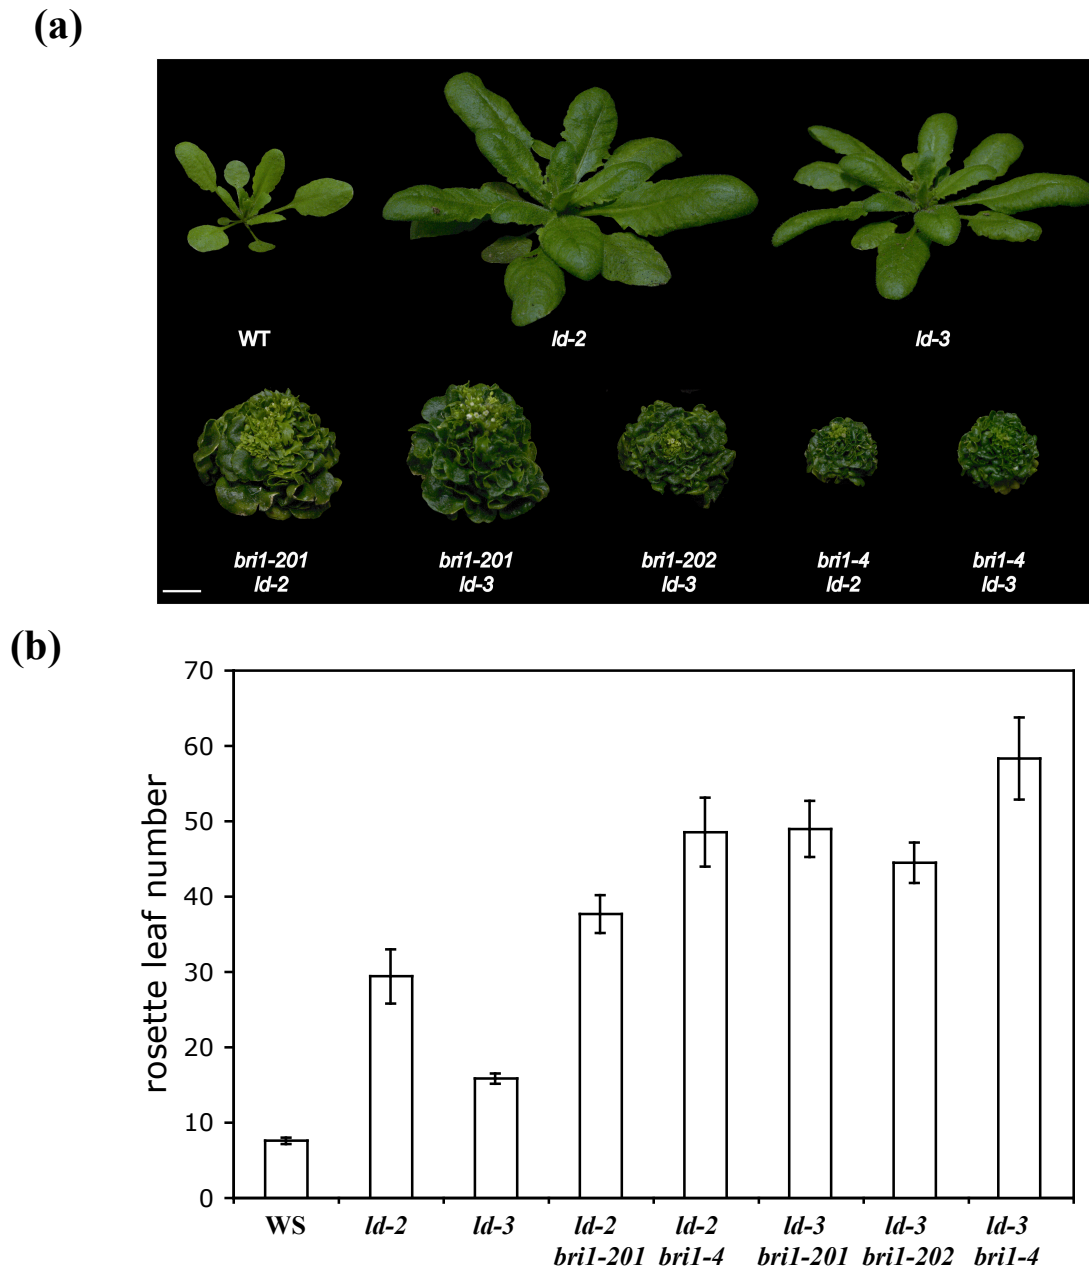 (a)
WT
ld-2
ld-3
bri1-201
ld-2
bri1-201
ld-3
bri1-202
ld-3
bri1-4
ld-2
bri1-4
ld-3
(b)
rosette leaf number
70
60
50
40
30
20
10
0
WS
ld-2
ld-3
ld-2
bri1-201
ld-2
bri1-4
ld-3
bri1-201
ld-3
bri1-202
ld-3
bri1-4